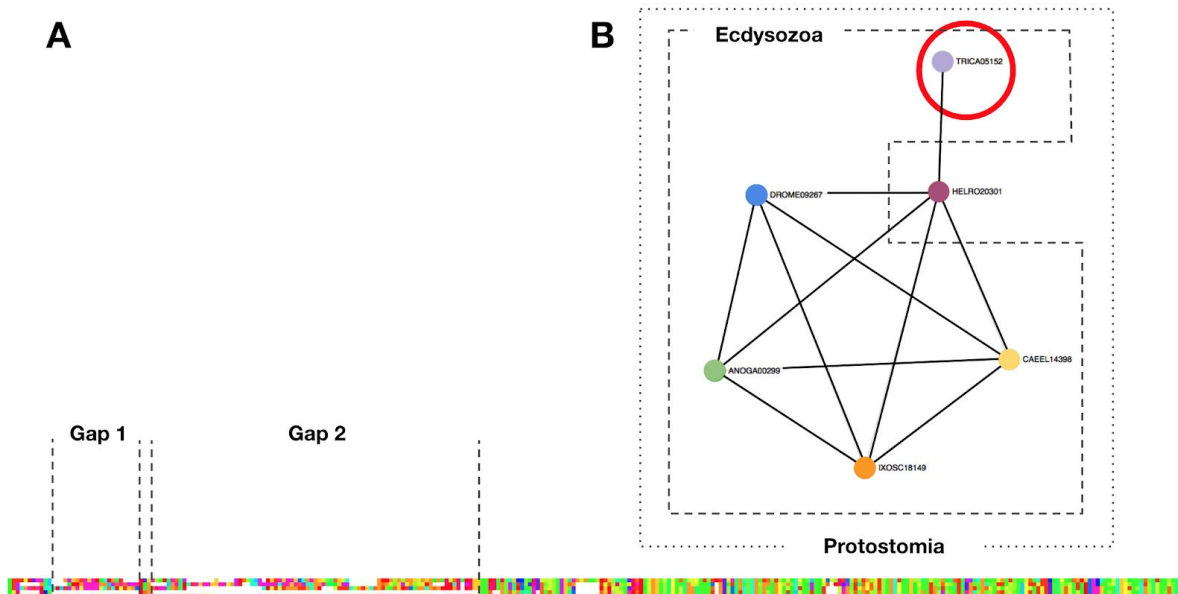 A
B
Ecdysozoa
TRICA05152
DROME09267
HELRO20301
CAEEL14398
ANOGA00299
Gap 1
Gap 2
IXOSC18149
Protostomia